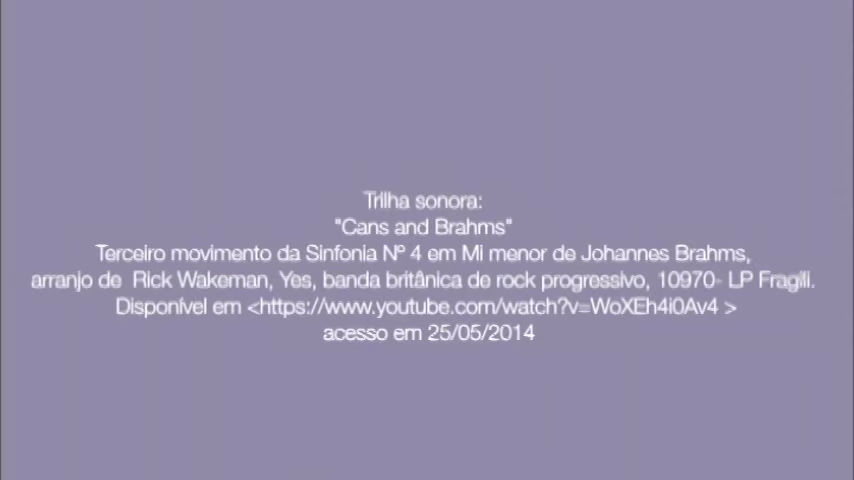 Trilha sonora:
"Cans and Brahms"
Terceiro movimento da Sinfonia Nº 4 em Mi menor de Johannes Brahms,
arranjo de Rick Wakeman, Yes, banda britânica de rock progressivo, 10970- LP Fragili.
Disponível em <https://www.youtube.com/watch?v=WoXEh4i0Av4 >
acesso em 25/05/2014